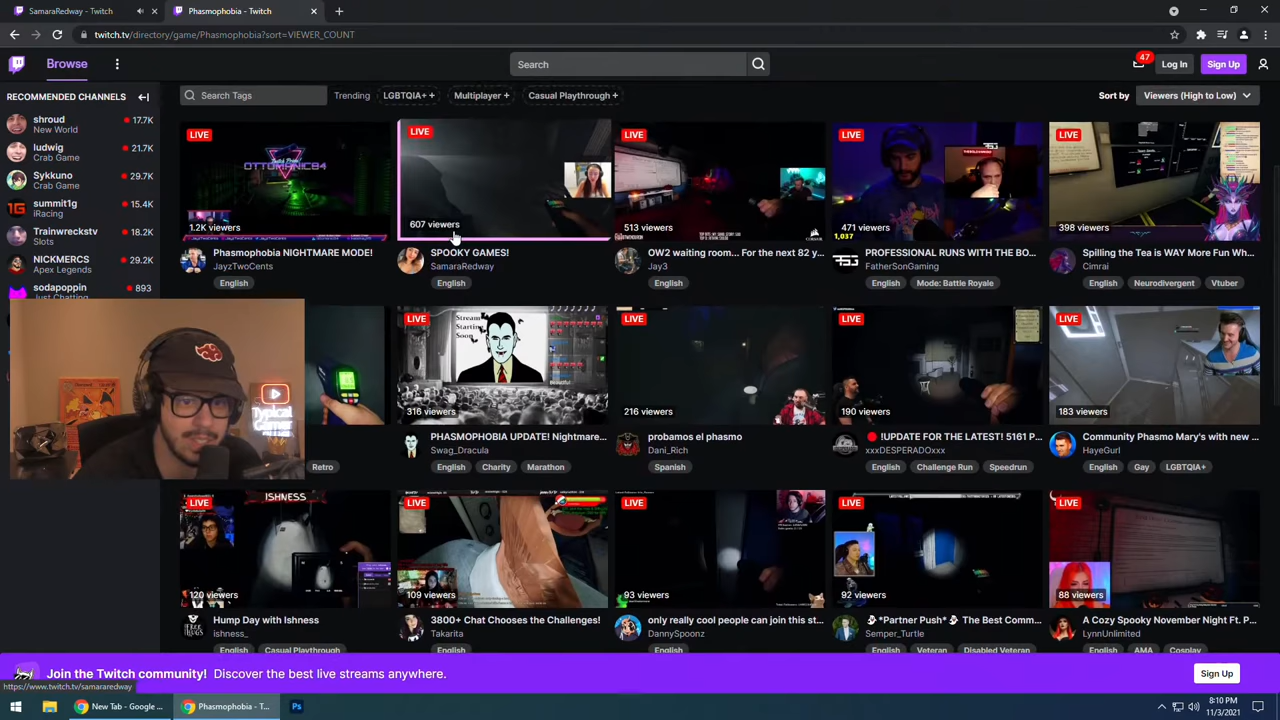 SamaraRedway - Twitch
Phasmophobia - Twitch
twitch.tv/directory/game/Phasmophobia?sort=VIEWER_COUNT
Browse
Search
47
Log In
Sign Up
RECOMMENDED CHANNELS
Search Tags
Trending
LGBTQIA+ +
Multiplayer +
Casual Playthrough +
Sort by
Viewers (High to Low)
shroud
New World
17.7K
ludwig
Crab Game
21.7K
Sykkuno
Crab Game
29.7K
summit1g
iRacing
15.4K
Trainwreckstv
Slots
18.2K
NICKMERCS
Apex Legends
29.2K
sodapoppin
Just Chatting
893
LIVE
OTTOMONIC84
1.2K viewers
Phasmophobia NIGHTMARE MODE!
JayzTwoCents
English
LIVE
607 viewers
SPOOKY GAMES!
SamaraRedway
English
LIVE
CORSAIR
513 viewers
OW2 waiting room... For the next 82 y...
Jay3
English
LIVE
471 viewers
1,037
PROFESSIONAL RUNS WITH THE BO...
FatherSonGaming
English
Mode: Battle Royale
LIVE
398 viewers
Spilling the Tea is WAY More Fun Wh...
Cimrai
English
Neurodivergent
Vtuber
Typical
Retro
LIVE
Stream
Starting
Soon
316 viewers
PHASMOPHOBIA UPDATE! Nightmare...
Swag_Dracula
English
Charity
Marathon
LIVE
216 viewers
probamos el phasmo
Dani_Rich
Spanish
LIVE
190 viewers
!UPDATE FOR THE LATEST! 5161 P...
xxxDESPERADOxxx
English
Challenge Run
Speedrun
LIVE
183 viewers
Community Phasmo Mary's with new ...
HayeGurl
English
Gay
LGBTQIA+
LIVE
ISHNESS
120 viewers
Hump Day with Ishness
ishness_
English
Casual Playthrough
LIVE
109 viewers
3800+ Chat Chooses the Challenges!
Takarita
English
LIVE
93 viewers
only really cool people can join this st...
DannySpoonz
English
LIVE
92 viewers
*Partner Push* The Best Comm...
Semper_Turtle
English
Veteran
Disabled Veteran
LIVE
88 viewers
A Cozy Spooky November Night Ft. P...
LynnUnlimited
English
AMA
Cosplay
Join the Twitch community! Discover the best live streams anywhere.
Sign Up
https://www.twitch.tv/samararedway
New Tab - Google ...
Phasmophobia - T...
Ps
8:10 PM
11/3/2021